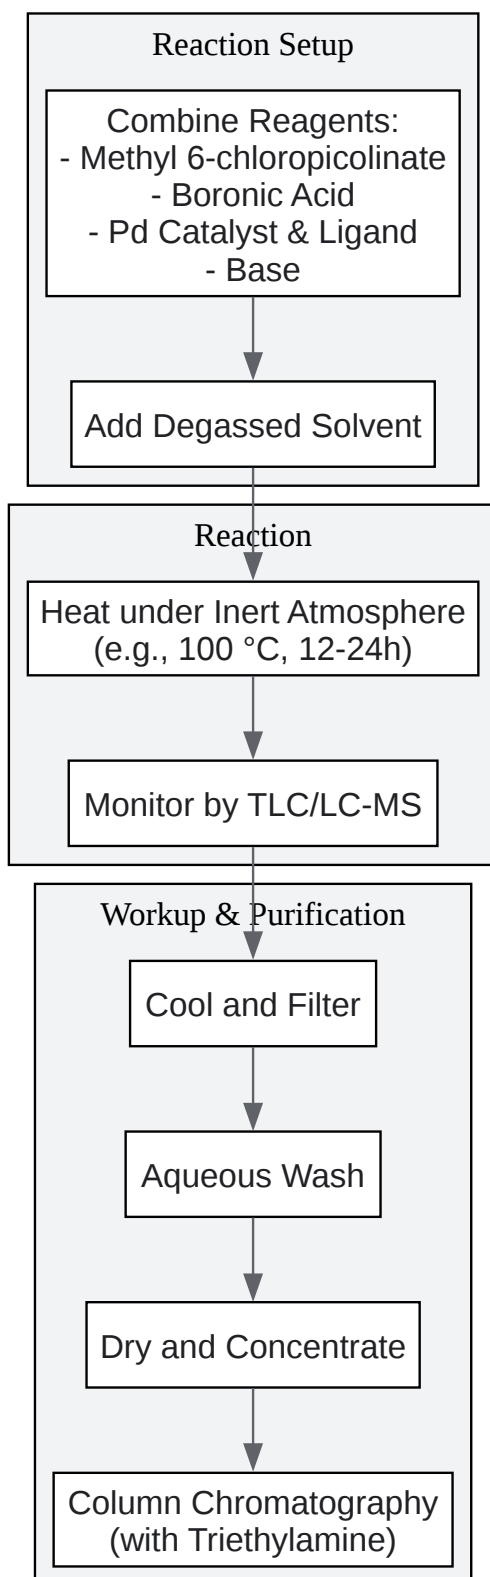 Reaction Setup
Combine Reagents:
- Methyl 6-chloropicolinate
- Boronic Acid
- Pd Catalyst & Ligand
- Base
Add Degassed Solvent
Reaction
Heat under Inert Atmosphere
(e.g., 100 °C, 12-24h)
Monitor by TLC/LC-MS
Workup & Purification
Cool and Filter
Aqueous Wash
Dry and Concentrate
Column Chromatography
(with Triethylamine)